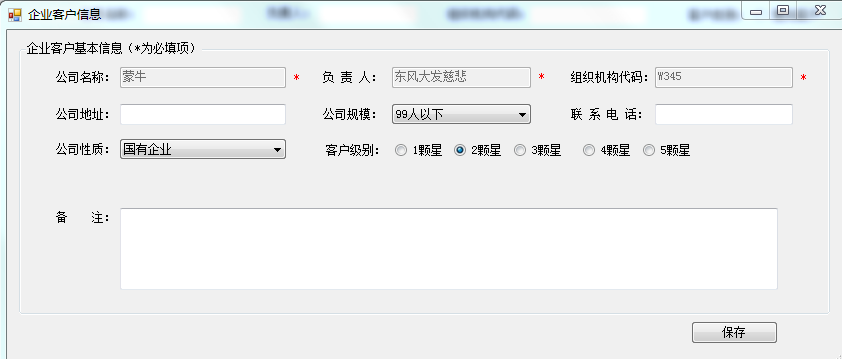 企业客户信息
企业客户基本信息（*为必填项）
公司名称： 蒙牛 * 负 责 人： 东风大发慈悲 * 组织机构代码： W345 *
公司地址： 公司规模： 99人以下 联 系 电 话：
公司性质： 国有企业 客户级别： 1颗星 2颗星 3颗星 4颗星 5颗星
备 注：
保存